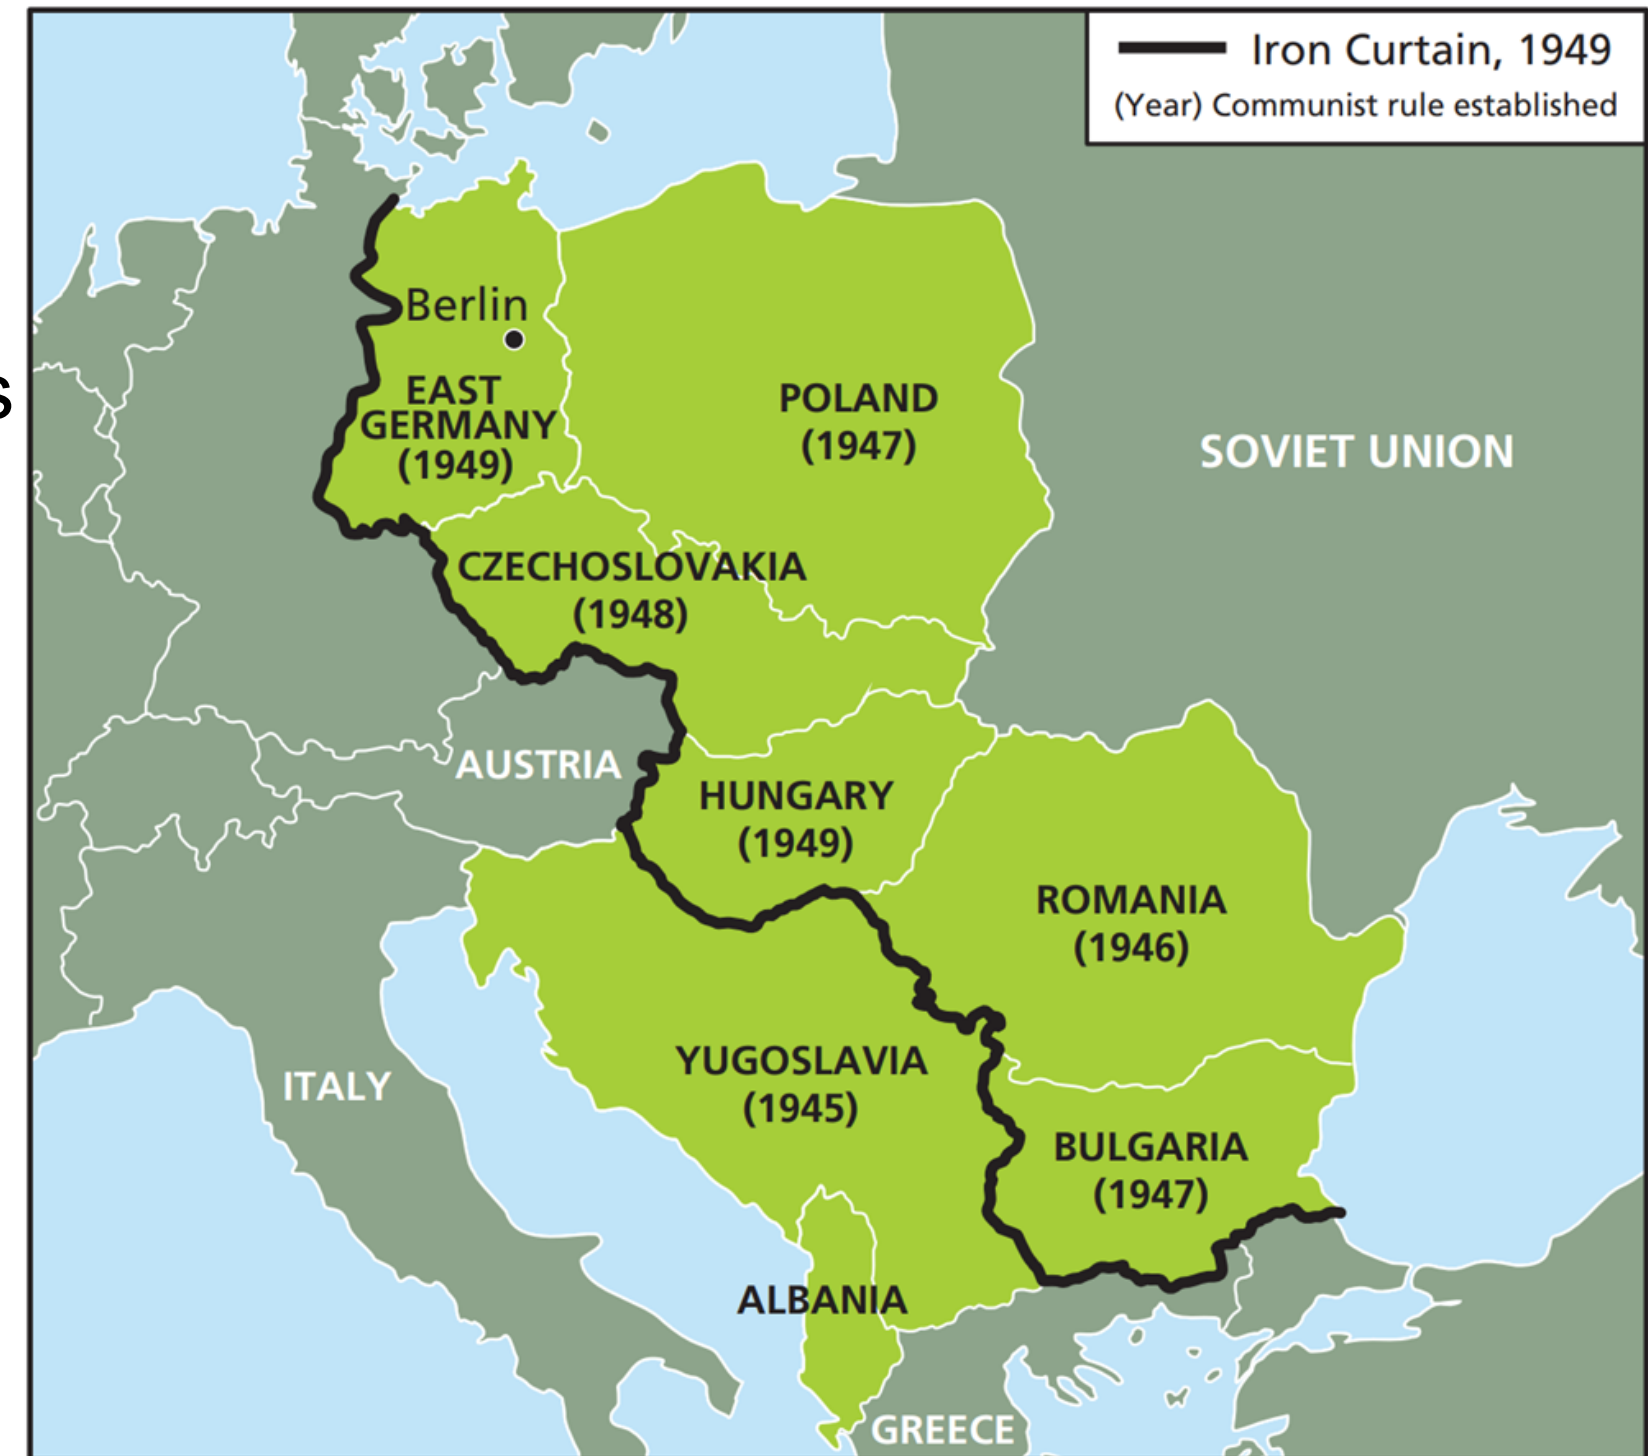 Iron Curtain, 1949
(Year) Communist rule established
s
Berlin
EAST
GERMANY
(1949)
POLAND
(1947)
SOVIET UNION
CZECHOSLOVAKIA
(1948)
AUSTRIA
HUNGARY
(1949)
ROMANIA
(1946)
YUGOSLAVIA
(1945)
ITALY
BULGARIA
(1947)
ALBANIA
GREECE